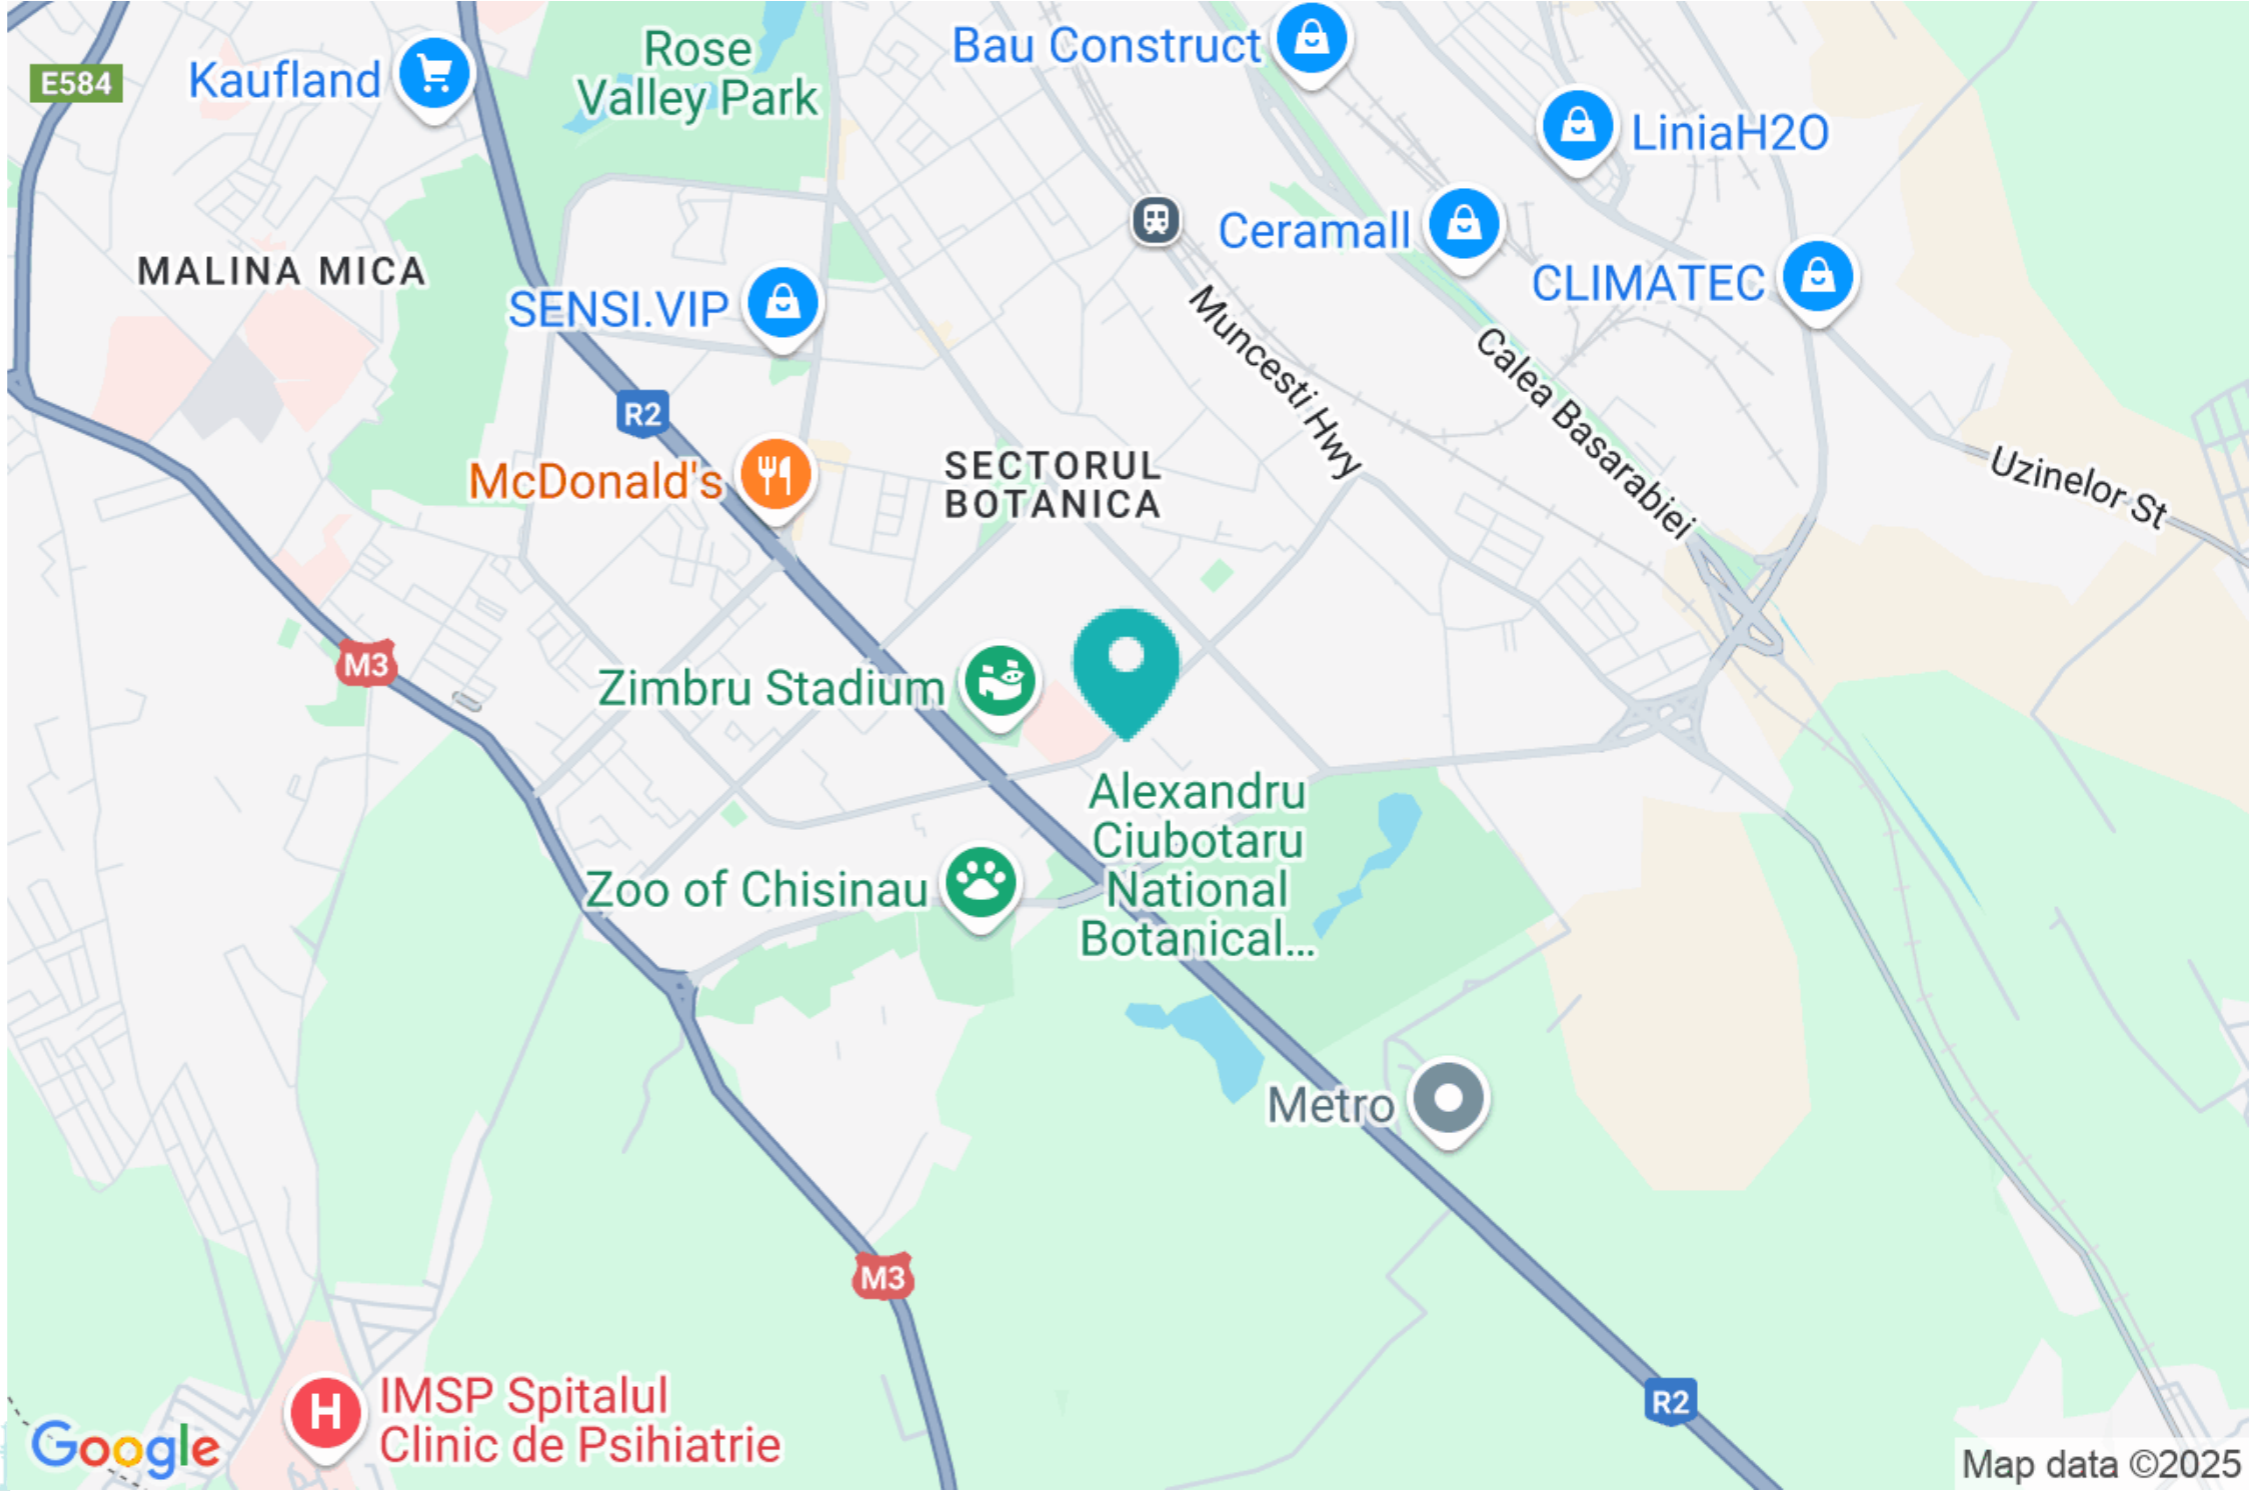 Rose
Valley Park
Bau Construct
E584
Kaufland
LiniaH2O
Ceramall
MALINA MICA
CLIMATEC
SENSI.VIP
Muncesti Hwy
Calea Basarabiei
R2
McDonald's
SECTORUL
BOTANICA
Uzinelor St
M3
Zimbru Stadium
Alexandru
Ciubotaru
National
Botanical...
Zoo of Chisinau
Metro
M3
R2
H
IMSP Spitalul
Clinic de Psihiatrie
Google
Map data ©2025